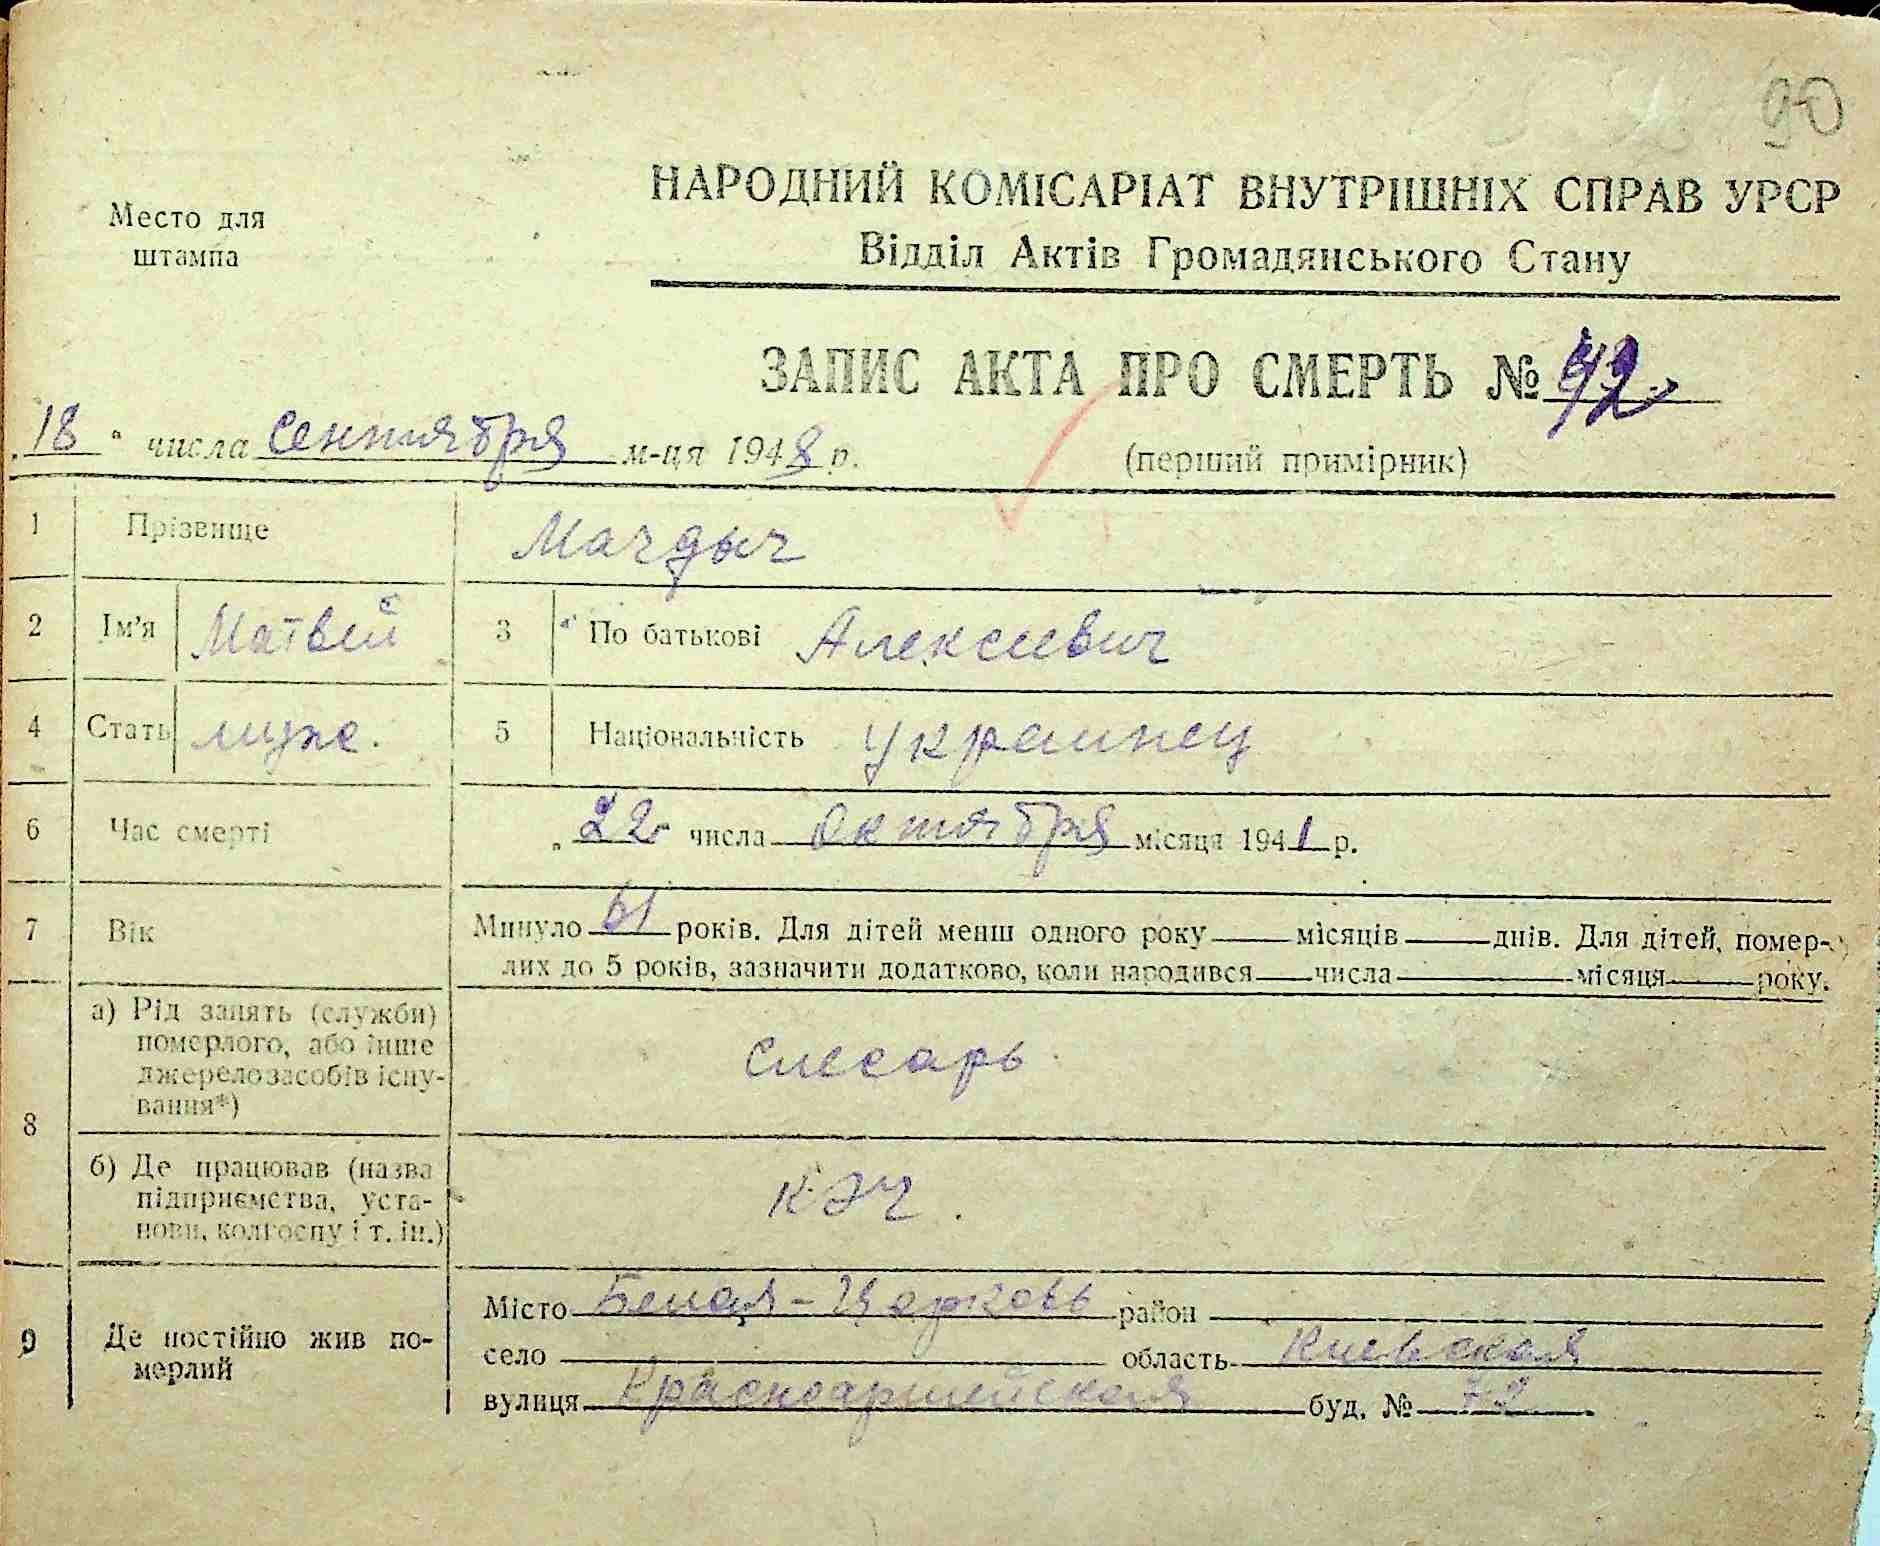 90
Место для
штампа
НАРОДНИЙ КОМІСАРІАТ ВНУТРІШНІХ СПРАВ УРСР
Відділ Актів Громадянського Стану
ЗАПИС АКТА ПРО СМЕРТЬ №
„18“ числа сентября м-ця 1948 р. (перший примірник)
1 Прізвище Мачдыч
2 Ім'я Матвей 3 По батькові Алексеевич
4 Стать муж. 5 Національність украинец
6 Час смерті „22 числа октября місяця 1941 р.
7 Вік Минуло 61 років. Для дітей менш одного року місяців днів. Для дітей, помер-
лих до 5 років, зазначити додатково, коли народився числа місяця року.
8 а) Рід занять (служби)
померлого, або інше
джерело засобів існу-
вання*)
слесарь
б) Де працював (назва
підприємства, уста-
нови, колгоспу і т. ін.)
КЭЧ.
9 Де постійно жив по-
мерлий
Місто Белая-Церковь район
село область Киевская
вулиця Красноармейская буд. № 72